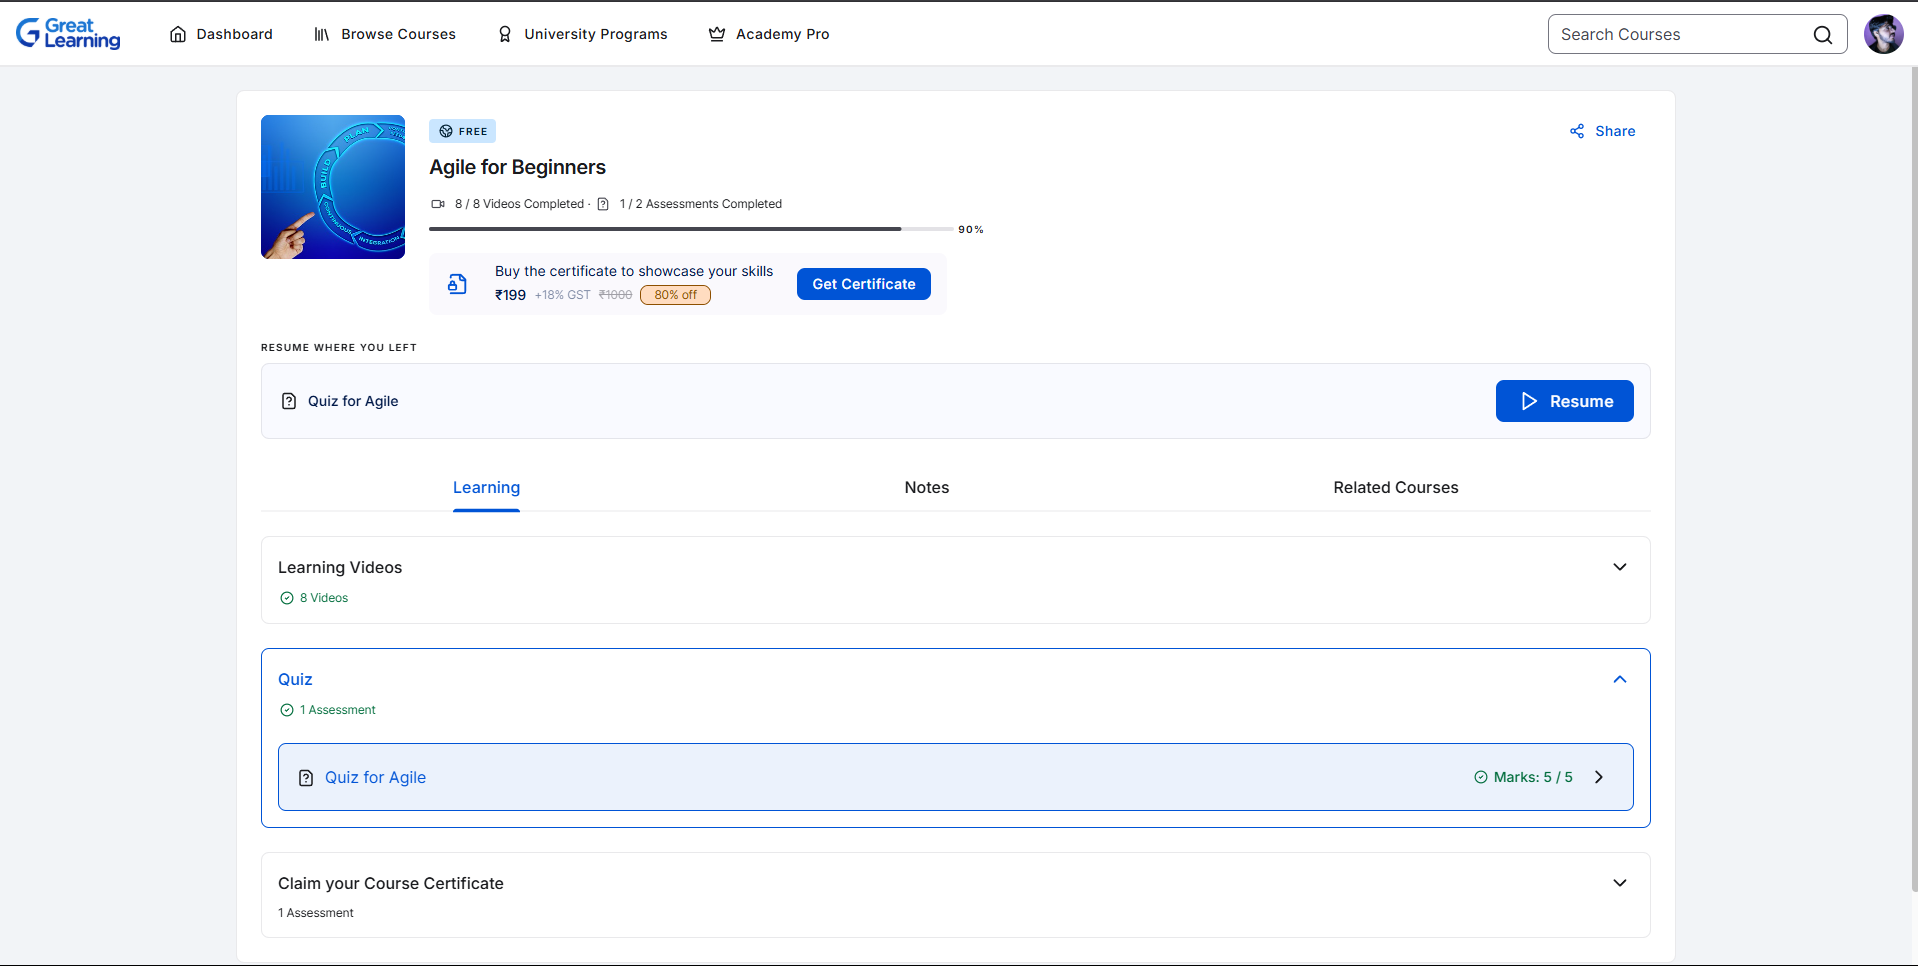 Great Learning
Dashboard
Browse Courses
University Programs
Academy Pro
Search Courses
PLAN
BUILD
CONTINUOUS
INTEGRATION
FREE
Share
Agile for Beginners
8 / 8 Videos Completed · 1 / 2 Assessments Completed
90%
Buy the certificate to showcase your skills
₹199 +18% GST ₹1000 80% off
Get Certificate
RESUME WHERE YOU LEFT
Quiz for Agile
Resume
Learning
Notes
Related Courses
Learning Videos
8 Videos
Quiz
1 Assessment
Quiz for Agile
Marks: 5 / 5
Claim your Course Certificate
1 Assessment